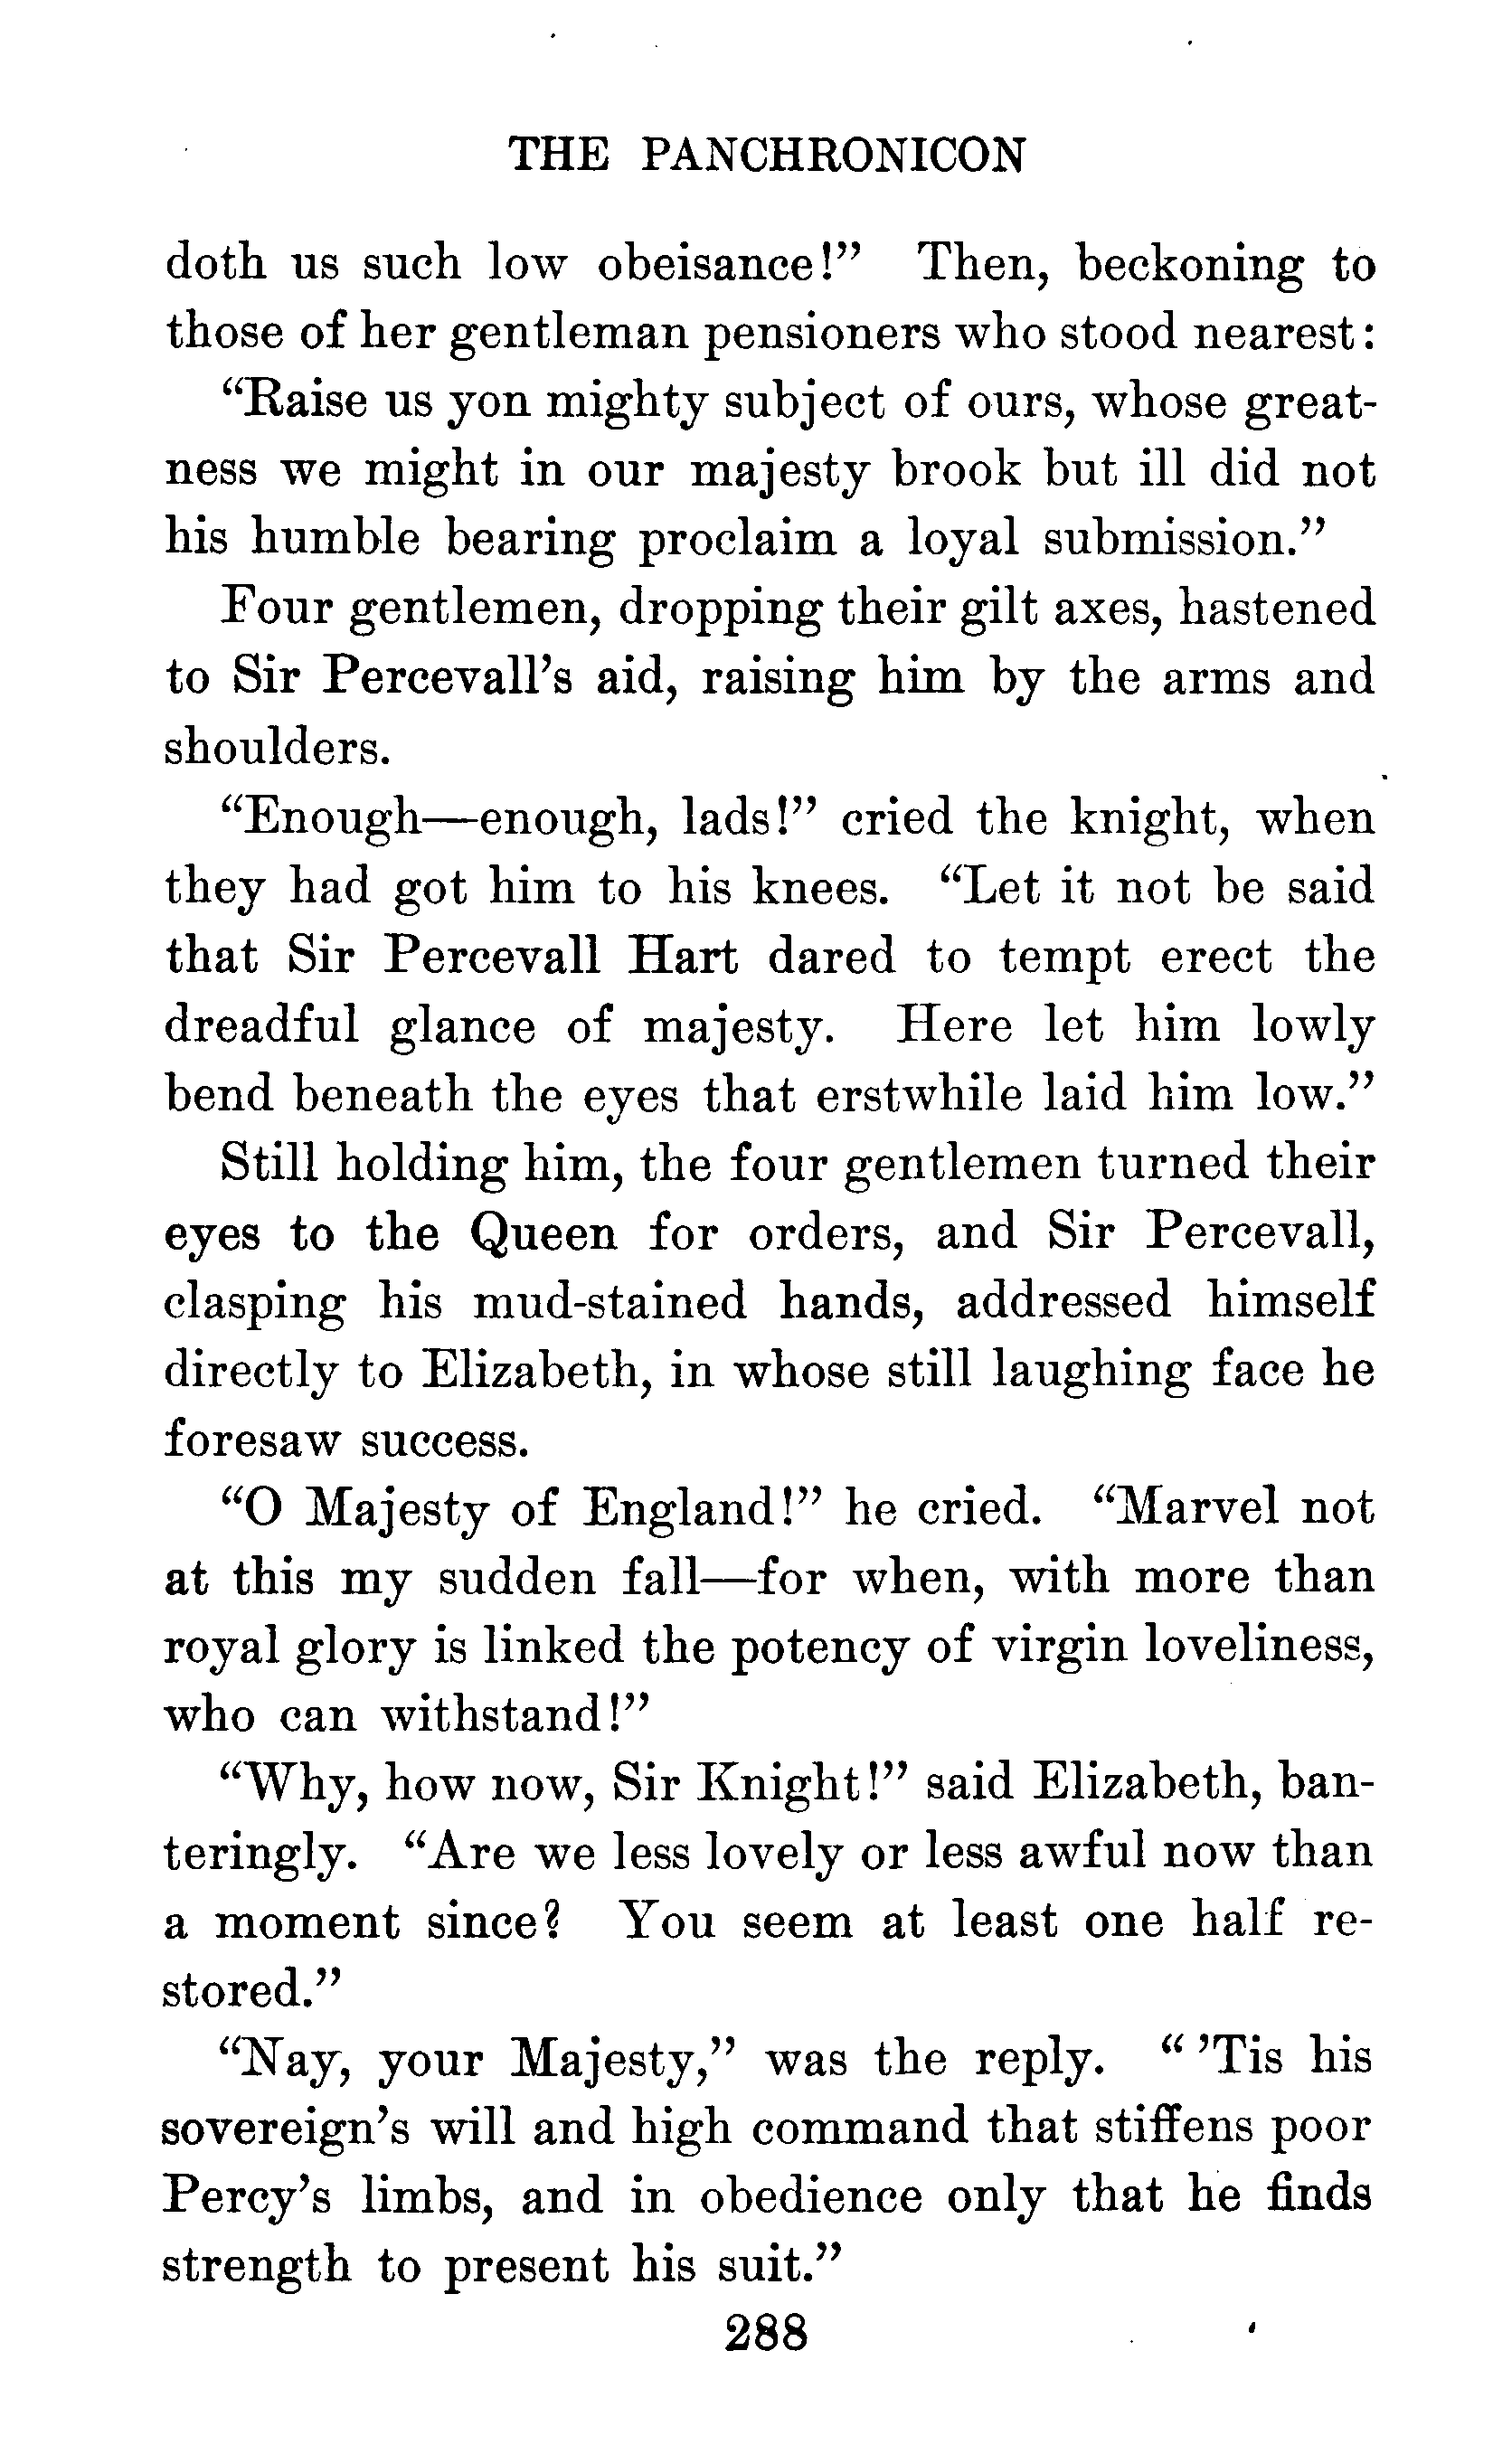 THE PANCHRONICON
doth us such low obeisance!” Then, beckoning to
those of her gentleman pensioners who stood nearest:
“Raise us yon mighty subject of ours, whose great-
ness we might in our majesty brook but ill did not
his humble bearing proclaim a loyal submission.”
Four gentlemen, dropping their gilt axes, hastened
to Sir Percevall’s aid, raising him by the arms and
shoulders.
“Enough—enough, lads!” cried the knight, when
they had got him to his knees. “Let it not be said
that Sir Percevall Hart dared to tempt erect the
dreadful glance of majesty. Here let him lowly
bend beneath the eyes that erstwhile laid him low.”
Still holding him, the four gentlemen turned their
eyes to the Queen for orders, and Sir Percevall,
clasping his mud-stained hands, addressed himself
directly to Elizabeth, in whose still laughing face he
foresaw success.
“O Majesty of England!” he cried. “Marvel not
at this my sudden fall—for when, with more than
royal glory is linked the potency of virgin loveliness,
who can withstand!”
“Why, how now, Sir Knight!” said Elizabeth, ban-
teringly. “Are we less lovely or less awful now than
a moment since? You seem at least one half re-
stored.”
“Nay, your Majesty,” was the reply. “ ’Tis his
sovereign’s will and high command that stiffens poor
Percy’s limbs, and in obedience only that he finds
strength to present his suit.”
288